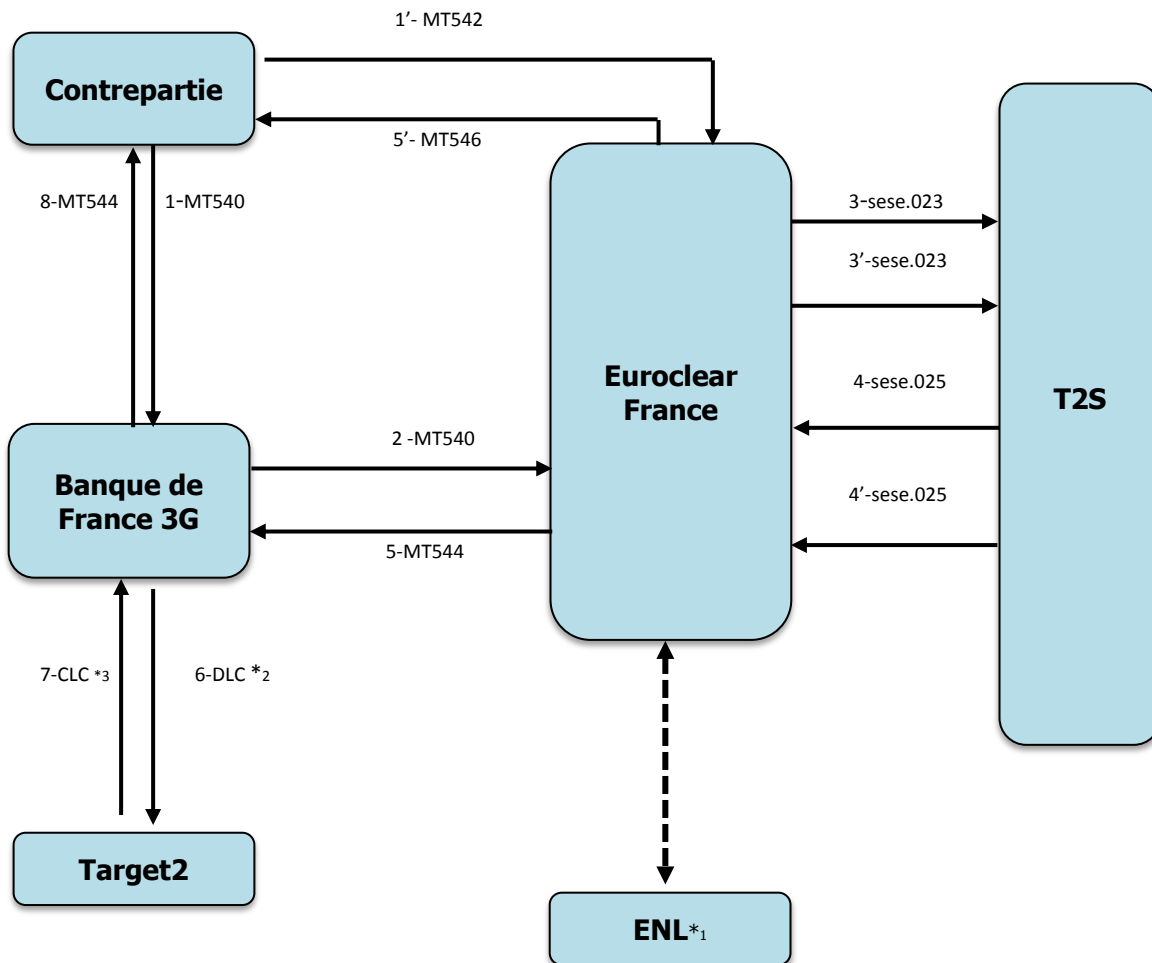 1’- MT542
Contrepartie
5’- MT546
8-MT544
1-MT540
3-sese.023
3’-sese.023
Euroclear
France
4-sese.025
T2S
2 -MT540
Banque de
France 3G
4’-sese.025
5-MT544
7-CLC *3
6-DLC *2
Target2
ENL*1